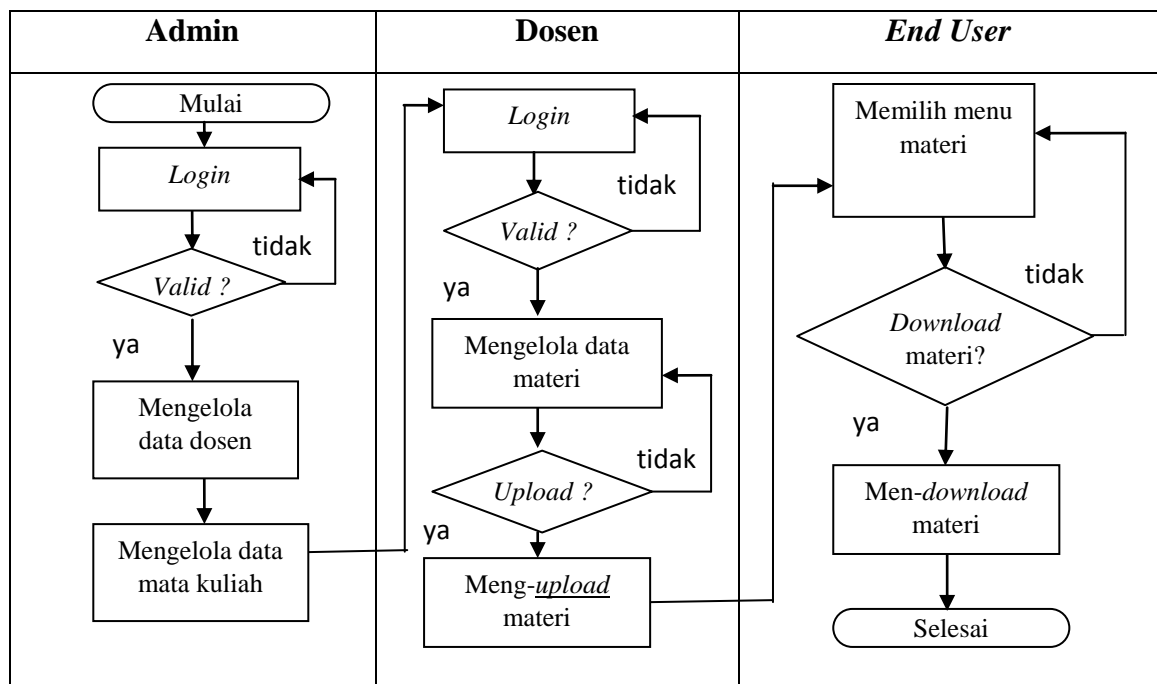 Admin
Dosen
End User
Mulai
Login
tidak
Valid ?
ya
Mengelola
data dosen
Mengelola data
mata kuliah
Login
tidak
Valid ?
ya
Mengelola data
materi
tidak
Upload ?
ya
Meng-upload
materi
Memilih menu
materi
tidak
Download
materi?
ya
Men-download
materi
Selesai